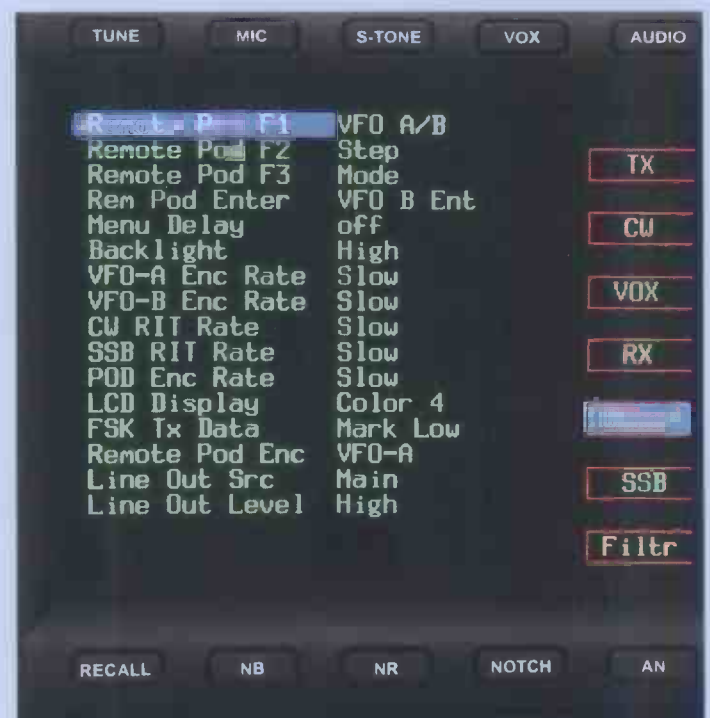 TUNE MIC S-TONE VOX AUDIO
Remote Pod F1 VFO A/B
Remote Pod F2 Step
Remote Pod F3 Mode
Rem Pod Enter VFO B Ent
Menu Delay off
Backlight High
VFO-A Enc Rate Slow
VFO-B Enc Rate Slow
CW RIT Rate Slow
SSB RIT Rate Slow
POD Enc Rate Slow
LCD Display Color 4
FSK Tx Data Mark Low
Remote Pod Enc VFO-A
Line Out Src Main
Line Out Level High
TX
CW
VOX
RX
SSB
Filtr
RECALL NB NR NOTCH AN